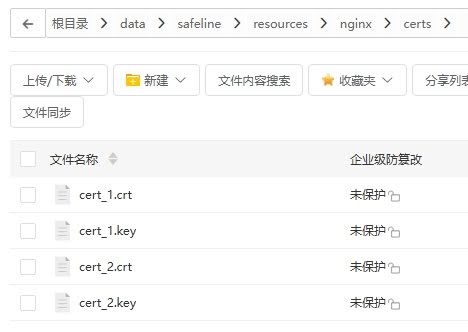 根目录 data safeline resources nginx certs
上传/下载 新建 文件内容搜索 收藏夹 分享列表
文件同步
文件名称 企业级防篡改
cert_1.crt 未保护
cert_1.key 未保护
cert_2.crt 未保护
cert_2.key 未保护